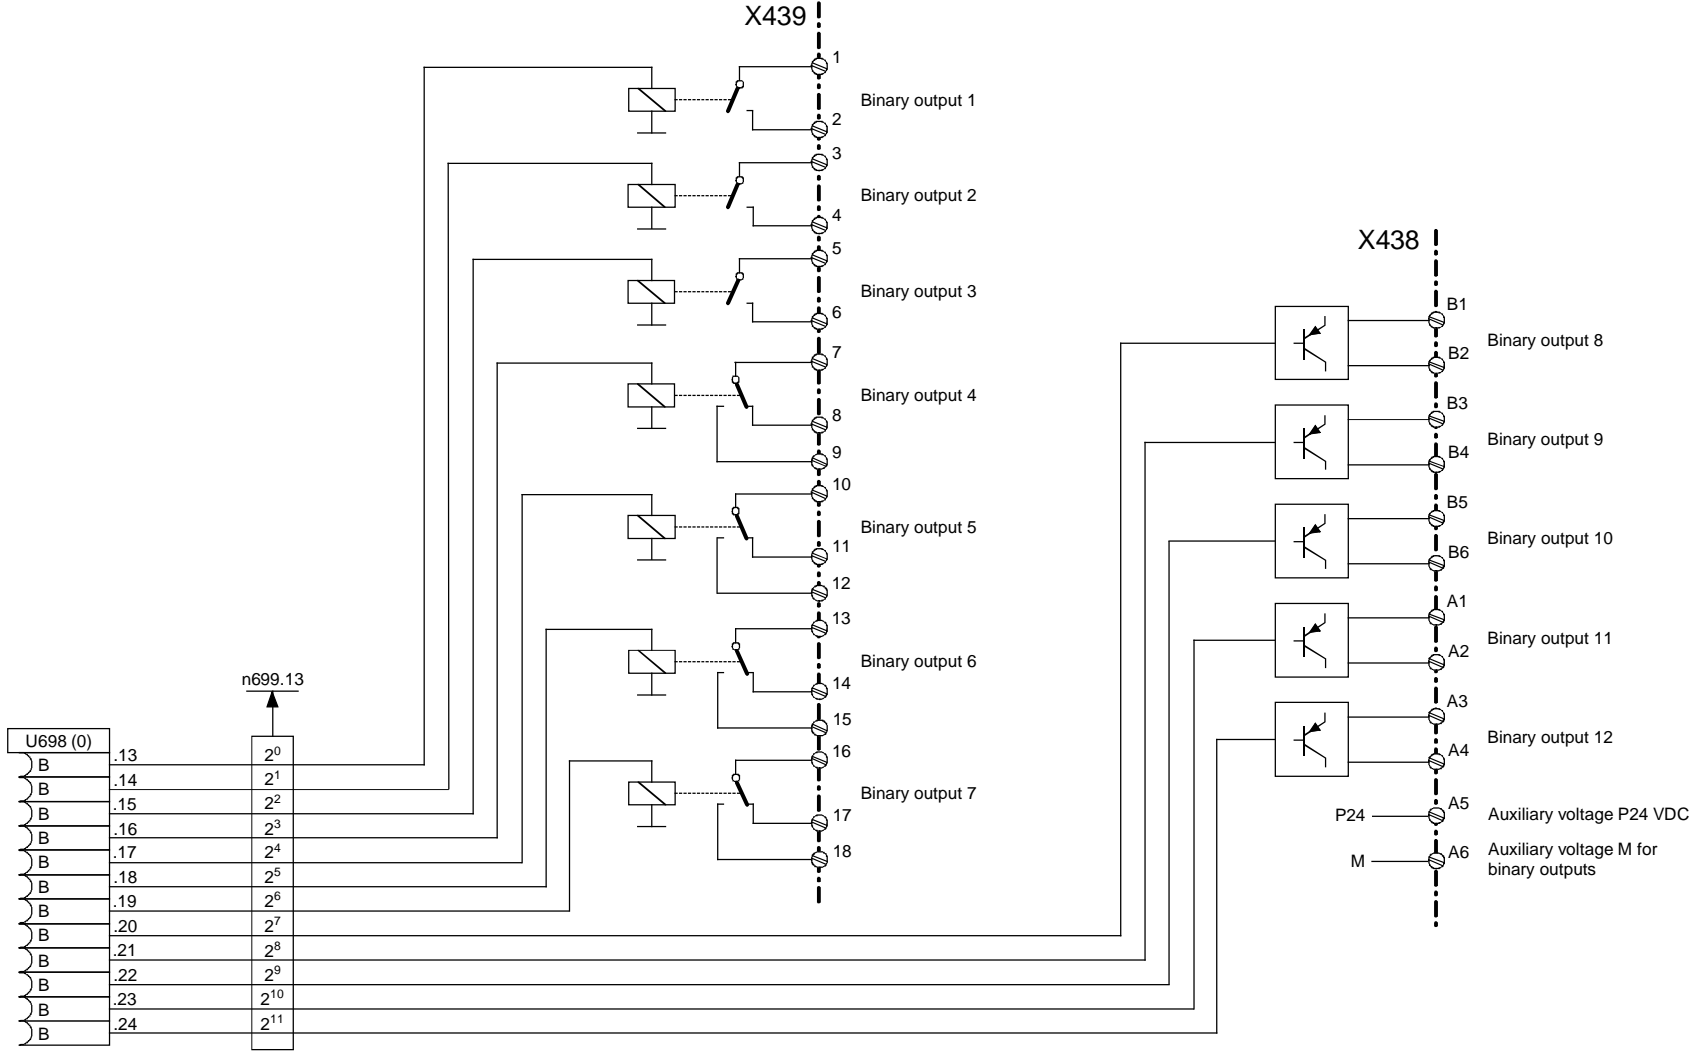 X439
1
Binary output 1
2
3
Binary output 2
4
5
Binary output 3
6
7
Binary output 4
8
9
10
Binary output 5
11
12
13
Binary output 6
14
15
16
Binary output 7
17
18
X438
B1
Binary output 8
B2
B3
Binary output 9
B4
B5
Binary output 10
B6
A1
Binary output 11
A2
A3
Binary output 12
A4
P24 A5 Auxiliary voltage P24 VDC
M A6 Auxiliary voltage M for
binary outputs
n699.13
U698 (0)
B .13 2⁰
B .14 2¹
B .15 2²
B .16 2³
B .17 2⁴
B .18 2⁵
B .19 2⁶
B .20 2⁷
B .21 2⁸
B .22 2⁹
B .23 2¹⁰
B .24 2¹¹